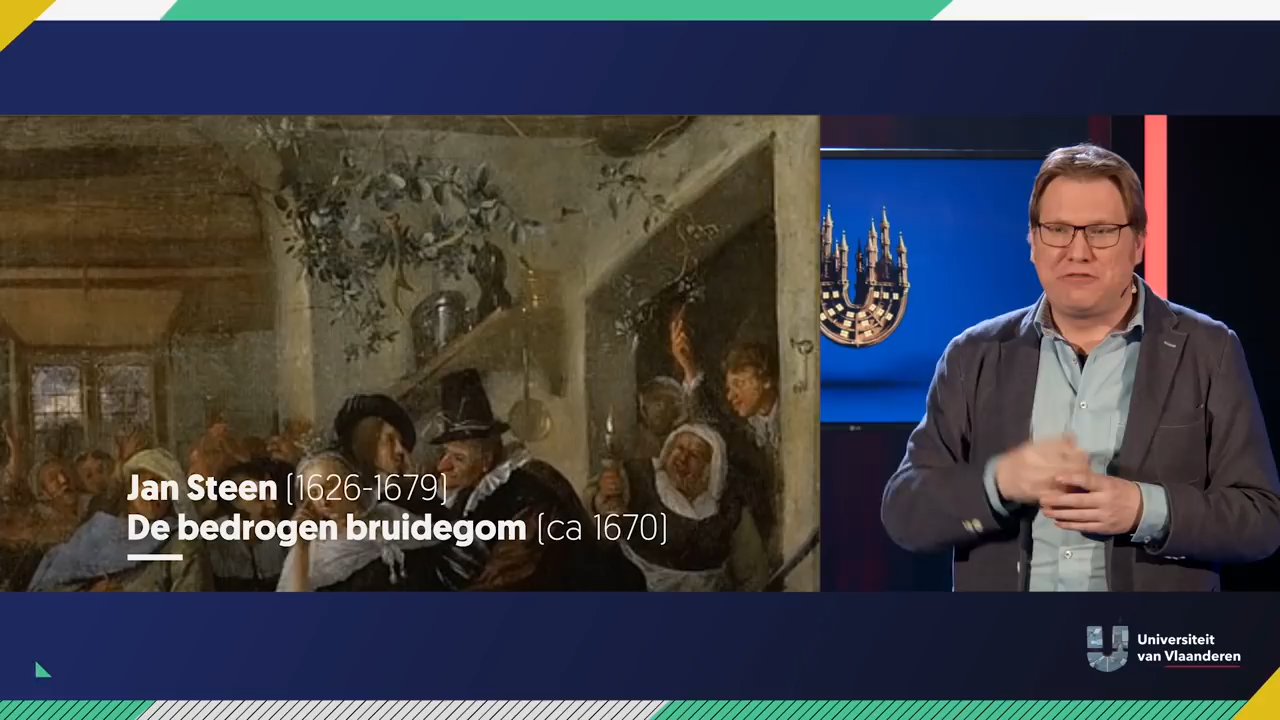 Jan Steen (1626-1679)
De bedrogen bruidegom (ca 1670)
Universiteit
van Vlaanderen